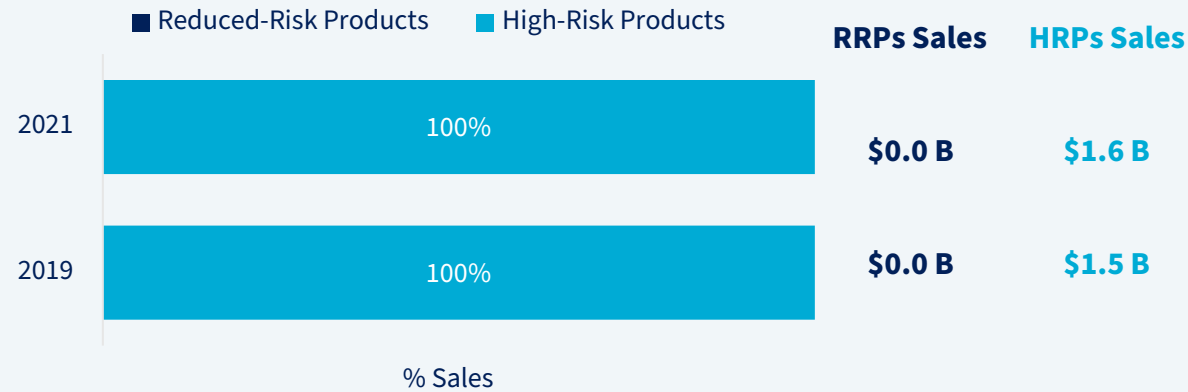 Reduced-Risk Products High-Risk Products
RRPs Sales HRPs Sales
2021 100% $0.0 B $1.6 B
2019 100% $0.0 B $1.5 B
% Sales